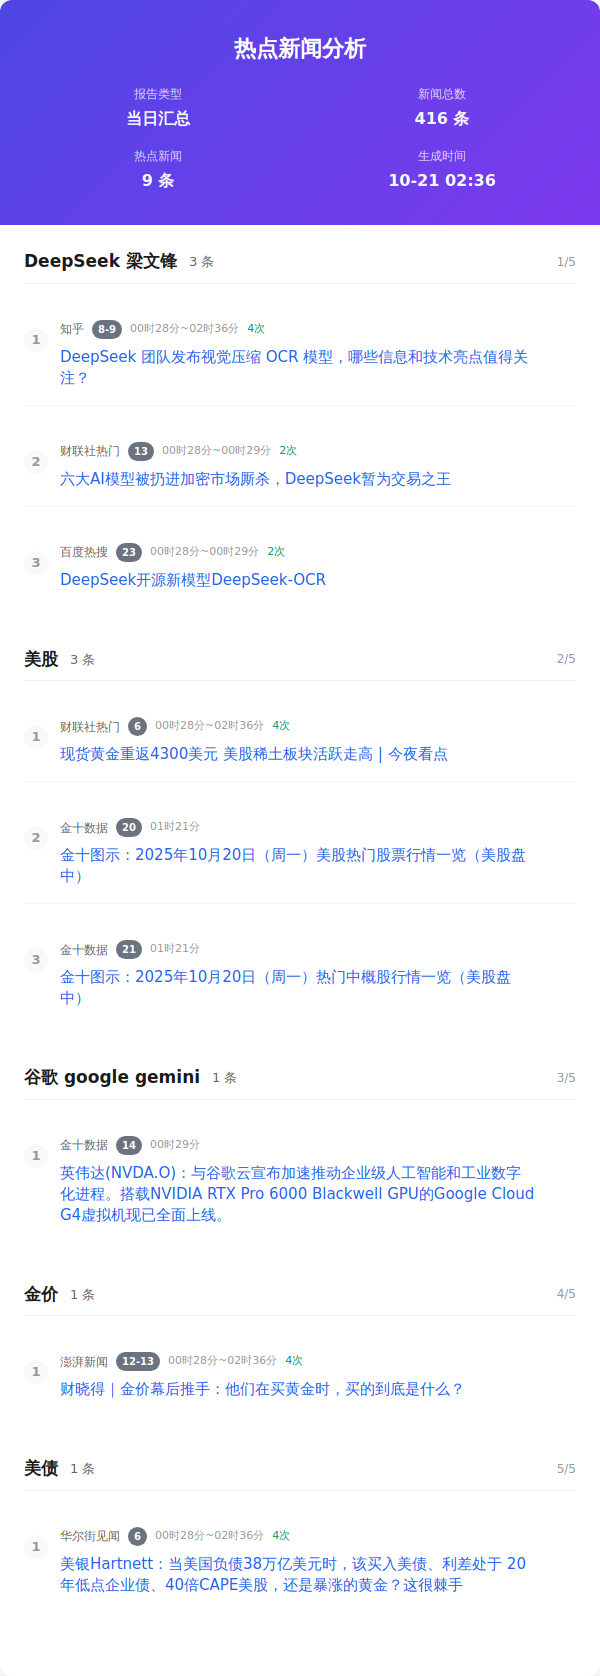 热点新闻分析
报告类型
新闻总数
当日汇总
416 条
热点新闻
生成时间
9 条
10-21 02:36
DeepSeek 梁文锋 3 条 1/5
1 知乎 8-9 00时28分~02时36分 4次
DeepSeek 团队发布视觉压缩 OCR 模型，哪些信息和技术亮点值得关
注？
2 财联社热门 13 00时28分~00时29分 2次
六大AI模型被扔进加密市场厮杀，DeepSeek暂为交易之王
3 百度热搜 23 00时28分~00时29分 2次
DeepSeek开源新模型DeepSeek-OCR
美股 3 条 2/5
1 财联社热门 6 00时28分~02时36分 4次
现货黄金重返4300美元 美股稀土板块活跃走高 | 今夜看点
2 金十数据 20 01时21分
金十图示：2025年10月20日（周一）美股热门股票行情一览（美股盘
中）
3 金十数据 21 01时21分
金十图示：2025年10月20日（周一）热门中概股行情一览（美股盘
中）
谷歌 google gemini 1 条 3/5
1 金十数据 14 00时29分
英伟达(NVDA.O)：与谷歌云宣布加速推动企业级人工智能和工业数字
化进程。搭载NVIDIA RTX Pro 6000 Blackwell GPU的Google Cloud
G4虚拟机现已全面上线。
金价 1 条 4/5
1 澎湃新闻 12-13 00时28分~02时36分 4次
财晓得｜金价幕后推手：他们在买黄金时，买的到底是什么？
美债 1 条 5/5
1 华尔街见闻 6 00时28分~02时36分 4次
美银Hartnett：当美国负债38万亿美元时，该买入美债、利差处于 20
年低点企业债、40倍CAPE美股，还是暴涨的黄金？这很棘手